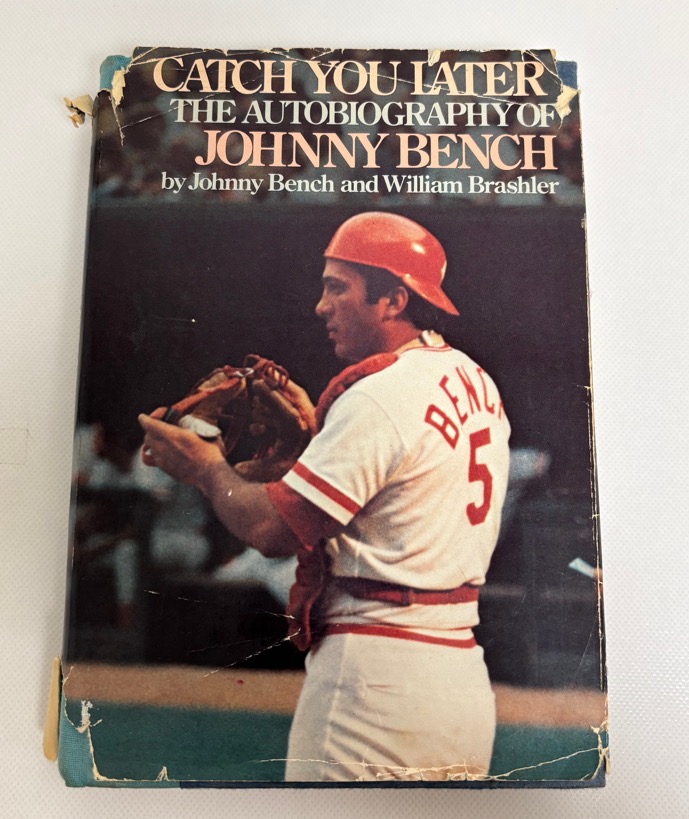 CATCH YOU LATER
THE AUTOBIOGRAPHY OF
JOHNNY BENCH
by Johnny Bench and William Brashler
BENCH
5